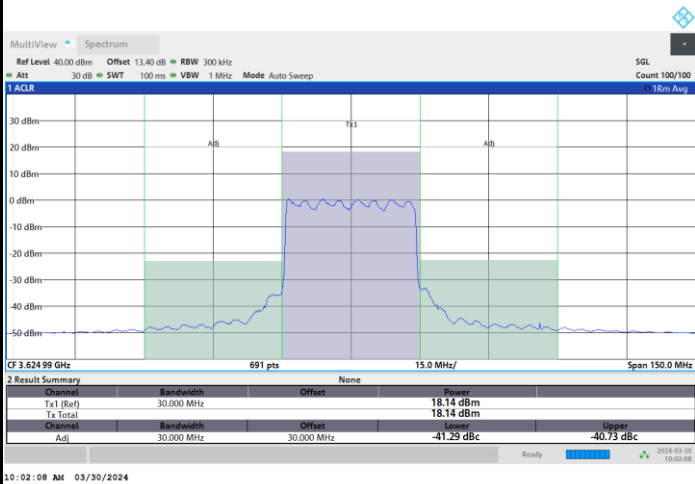 MultiView Spectrum
Ref Level 40.00 dBm Offset 13.40 dB RBW 300 kHz SGL
Att 30 dB SWT 100 ms VBW 1 MHz Mode Auto Sweep Count 100/100
1 ACLR 1Rm Avg
30 dBm
Tx1
20 dBm
Adj Adj
10 dBm
0 dBm
-10 dBm
-20 dBm
-30 dBm
-40 dBm
-50 dBm
CF 3.62499 GHz 691 pts 15.0 MHz/ Span 150.0 MHz
2 Result Summary None
Channel Bandwidth Offset Power
Tx1 (Ref) 30.000 MHz 18.14 dBm
Tx Total 18.14 dBm
Channel Bandwidth Offset Lower Upper
Adj 30.000 MHz 30.000 MHz -41.29 dBc -40.73 dBc
Ready 2024-03-30
10:02:08
10:02:08 AM 03/30/2024